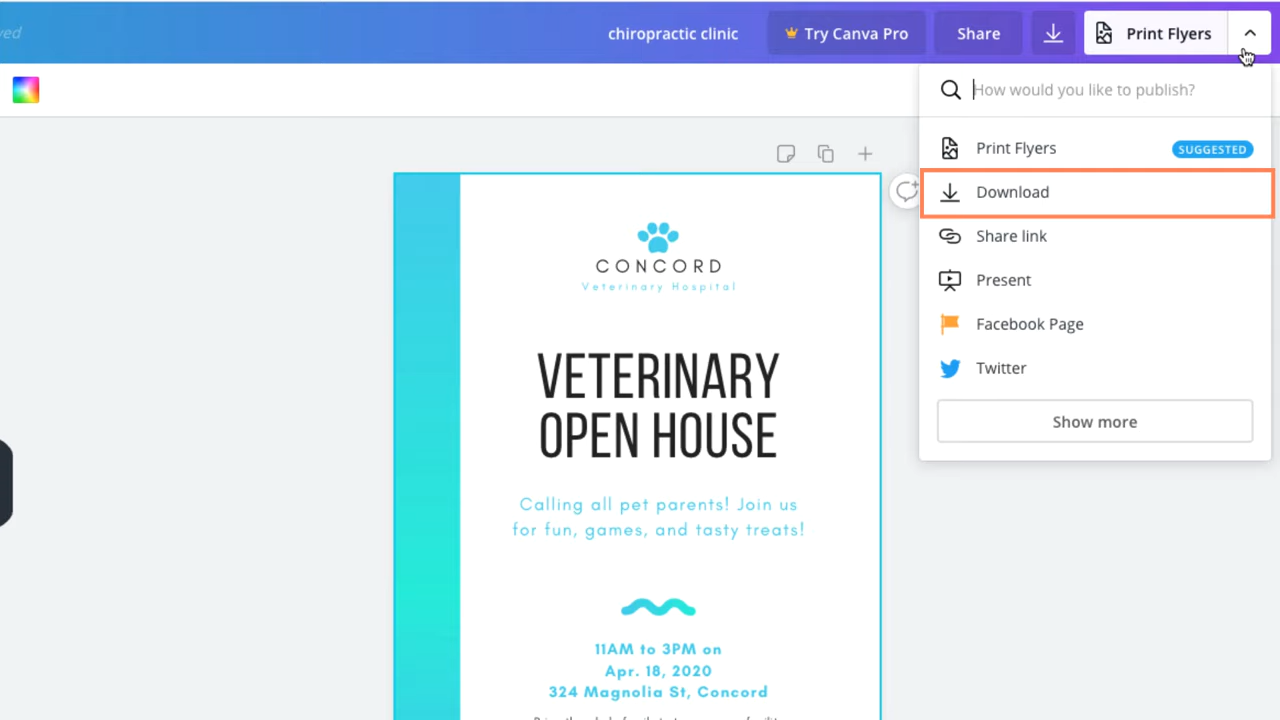 ved
chiropractic clinic
Try Canva Pro
Share
Print Flyers
How would you like to publish?
Print Flyers
SUGGESTED
Download
Share link
Present
Facebook Page
Twitter
Show more
CONCORD
Veterinary Hospital
VETERINARY
OPEN HOUSE
Calling all pet parents! Join us
for fun, games, and tasty treats!
11AM to 3PM on
Apr. 18, 2020
324 Magnolia St, Concord